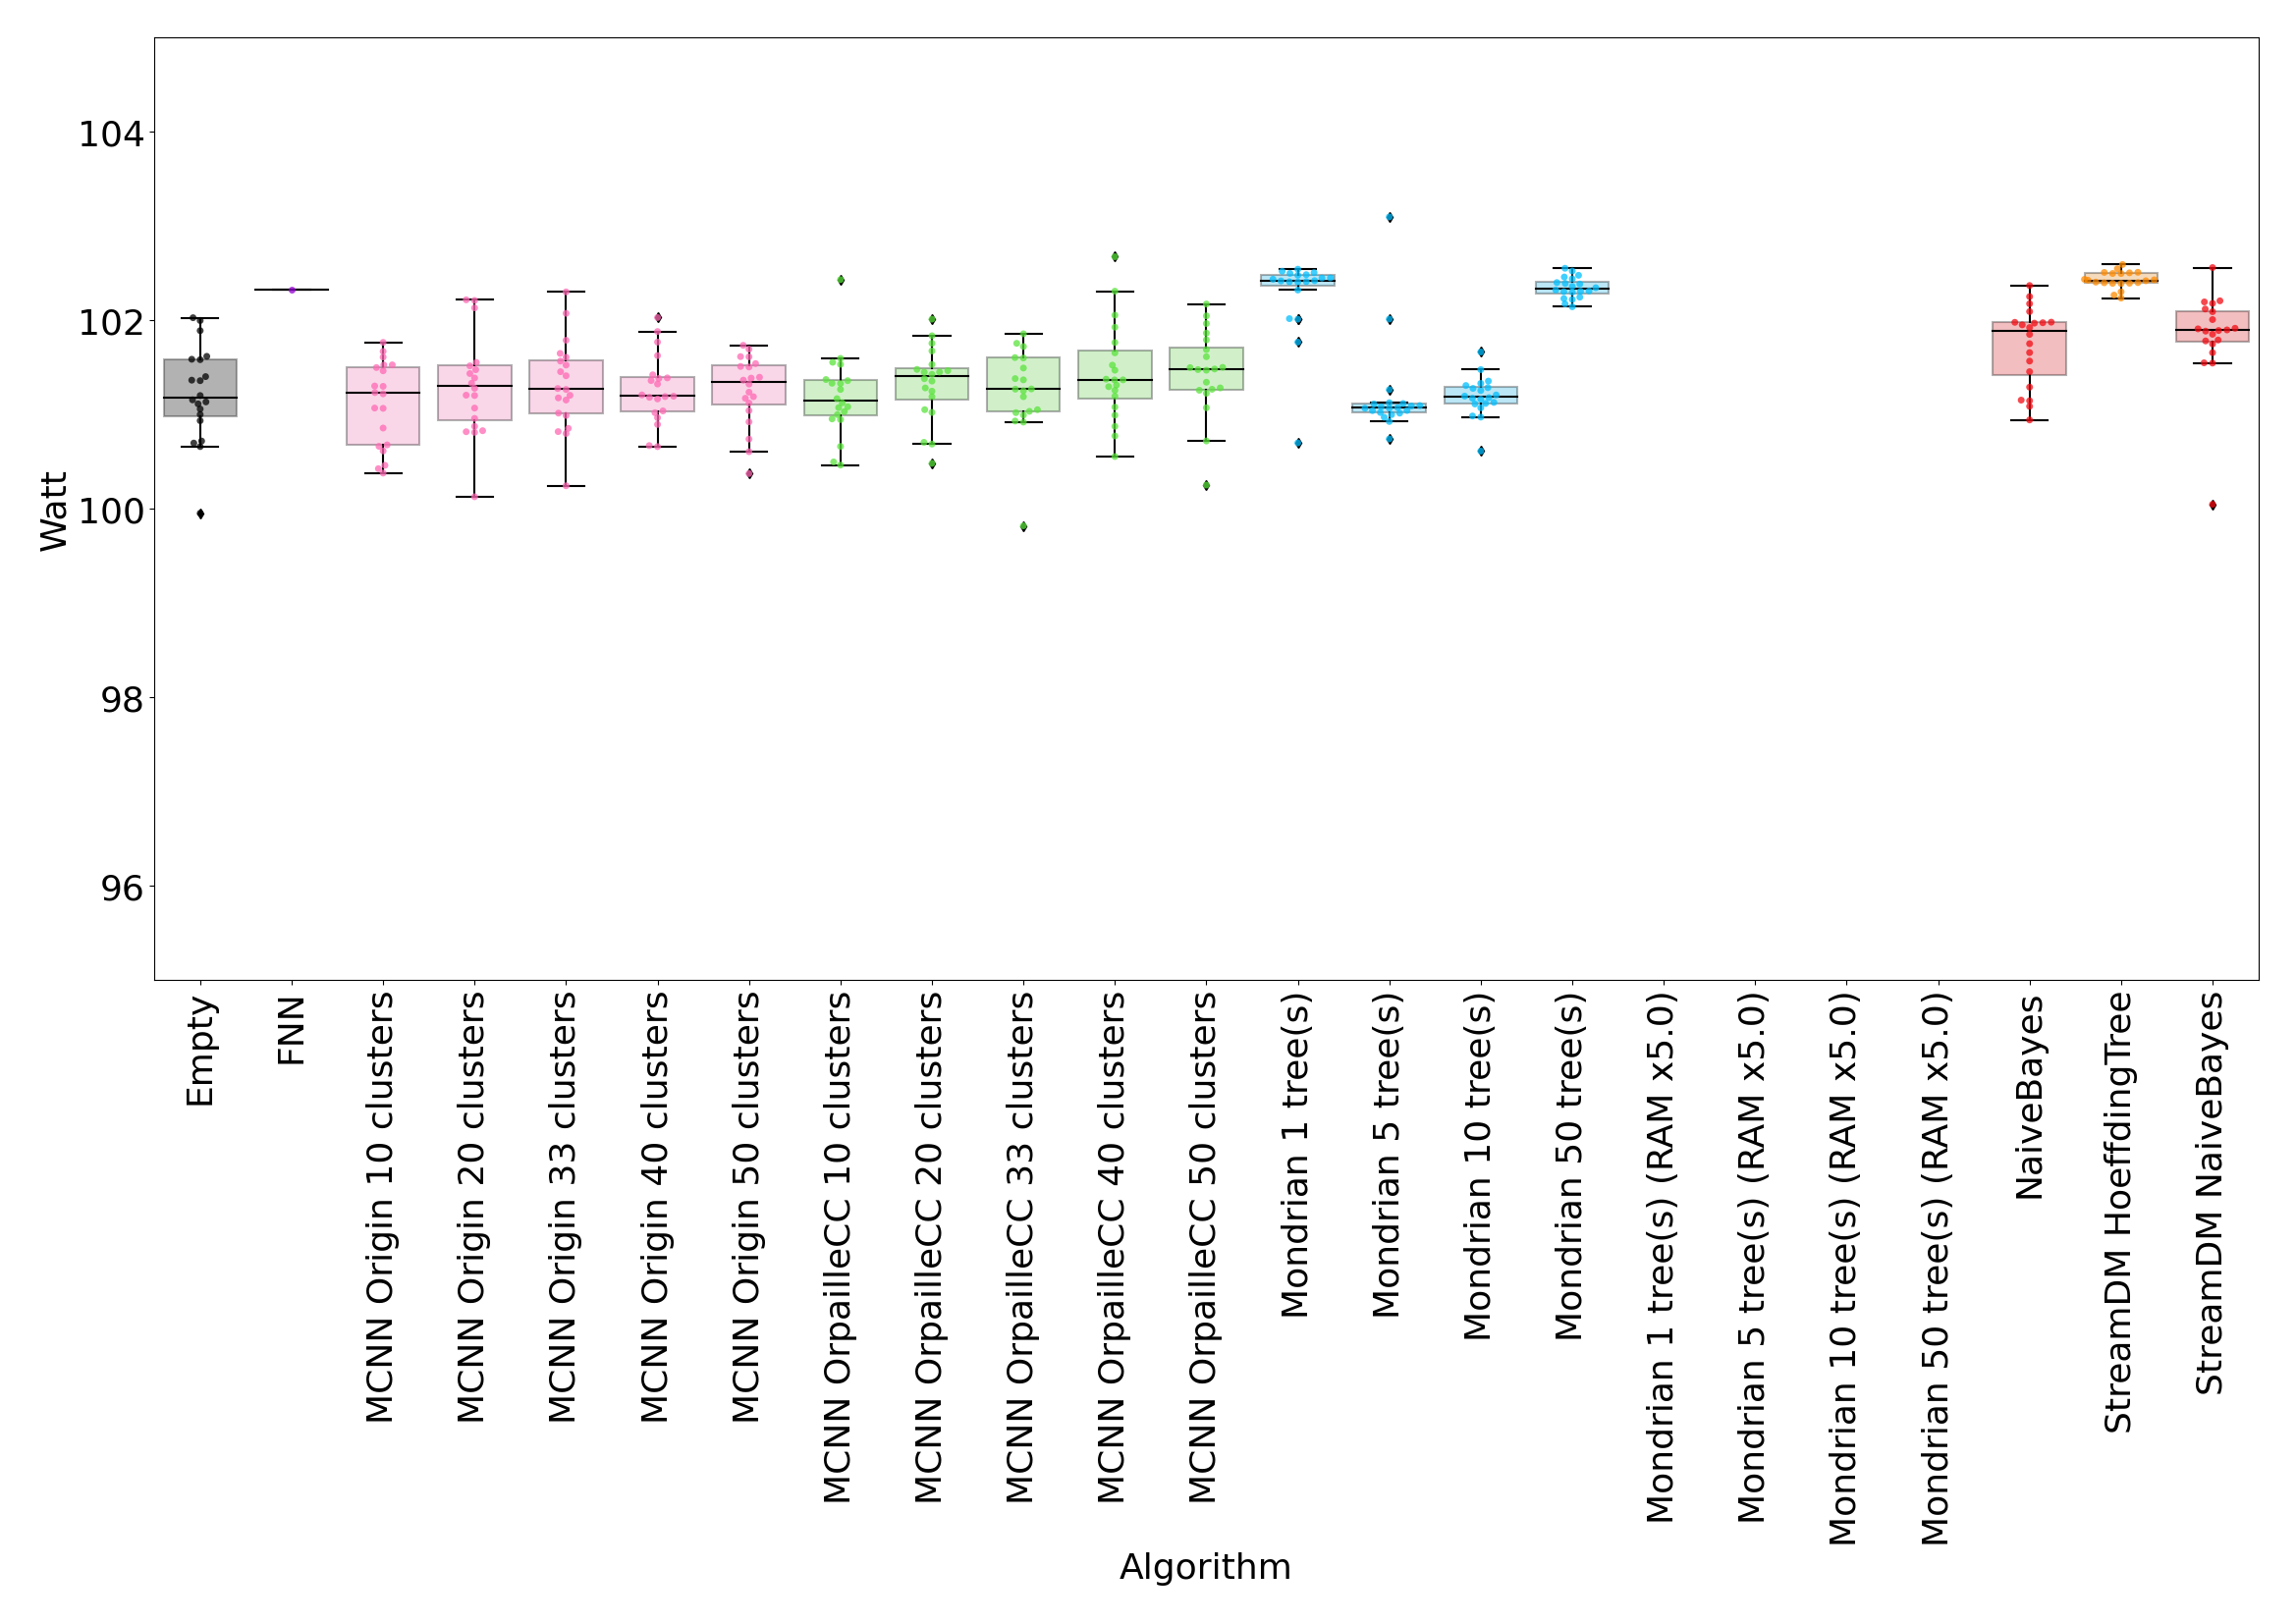 104
102
100
98
96
Watt
Empty
FNN
MCNN Origin 10 clusters
MCNN Origin 20 clusters
MCNN Origin 33 clusters
MCNN Origin 40 clusters
MCNN Origin 50 clusters
MCNN OrpailleCC 10 clusters
MCNN OrpailleCC 20 clusters
MCNN OrpailleCC 33 clusters
MCNN OrpailleCC 40 clusters
MCNN OrpailleCC 50 clusters
Mondrian 1 tree(s)
Mondrian 5 tree(s)
Mondrian 10 tree(s)
Mondrian 50 tree(s)
Mondrian 1 tree(s) (RAM x5.0)
Mondrian 5 tree(s) (RAM x5.0)
Mondrian 10 tree(s) (RAM x5.0)
Mondrian 50 tree(s) (RAM x5.0)
NaiveBayes
StreamDM HoeffdingTree
StreamDM NaiveBayes
Algorithm